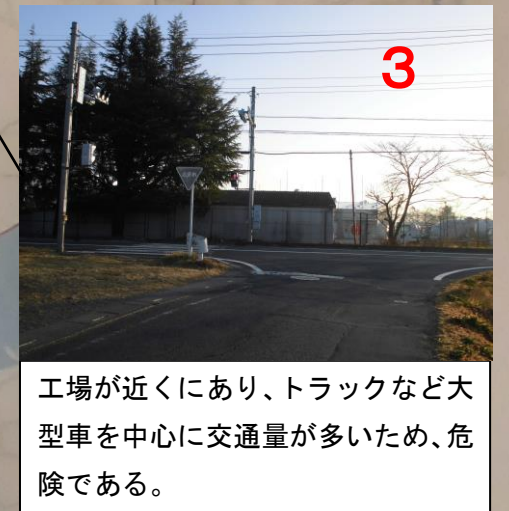 3
工場が近くにあり、トラックなど大
型車を中心に交通量が多いため、危
険である。